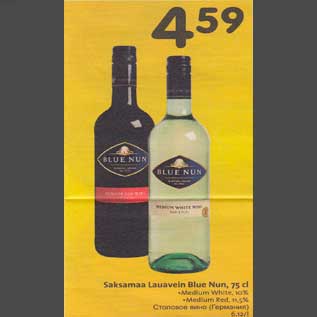 4 59
BLUE NUN
BLUE NUN
MEDIUM WHITE WINE
Saksamaa Lauavein Blue Nun, 75 cl
•Medium White, 10%
•Medium Red, 11,5%
Столовое вино (Германия)
6,12/l